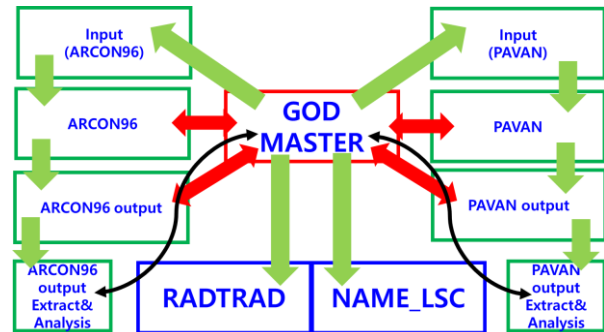 Input
(ARCON96)
Input
(PAVAN)
GOD
MASTER
ARCON96
PAVAN
ARCON96 output
PAVAN output
ARCON96
output
Extract&
Analysis
RADTRAD
NAME_LSC
PAVAN
output
Extract&
Analysis